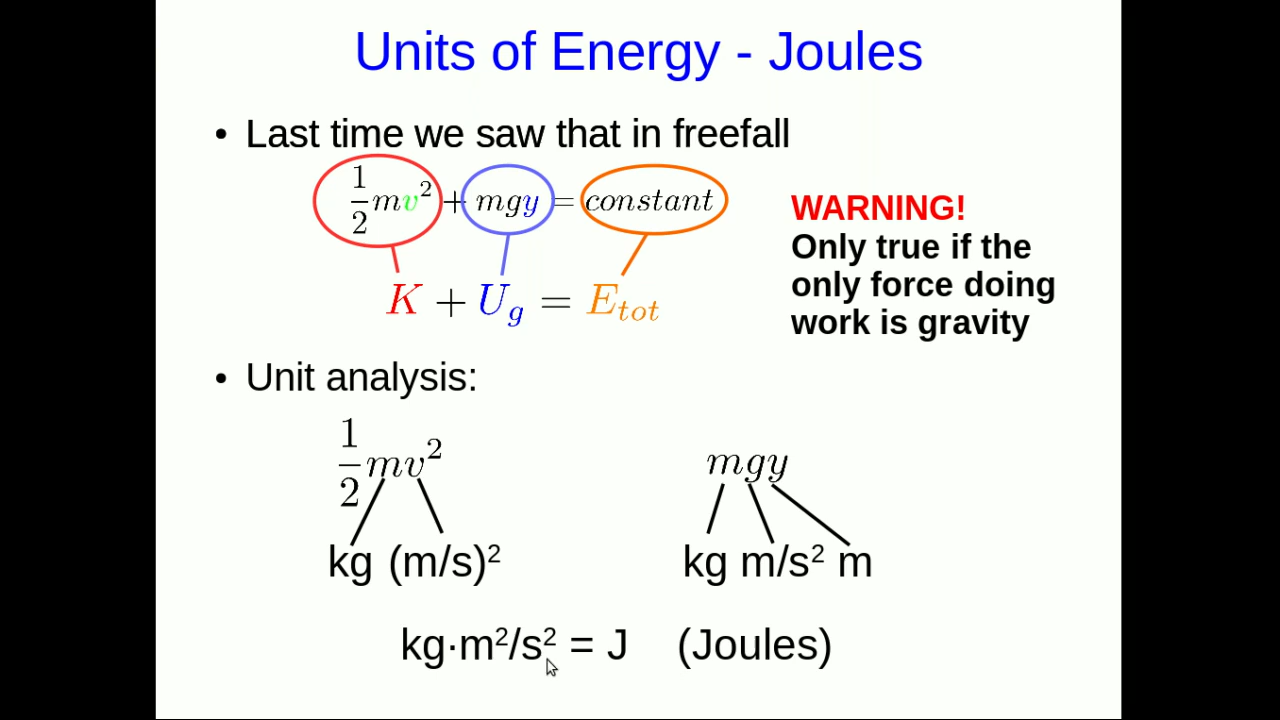 Units of Energy - Joules
• Last time we saw that in freefall
1/2 mv² + mgy = constant
K + U_g = E_tot
WARNING!
Only true if the
only force doing
work is gravity
• Unit analysis:
1/2 mv²
mgy
kg (m/s)²
kg m/s² m
kg·m²/s² = J (Joules)